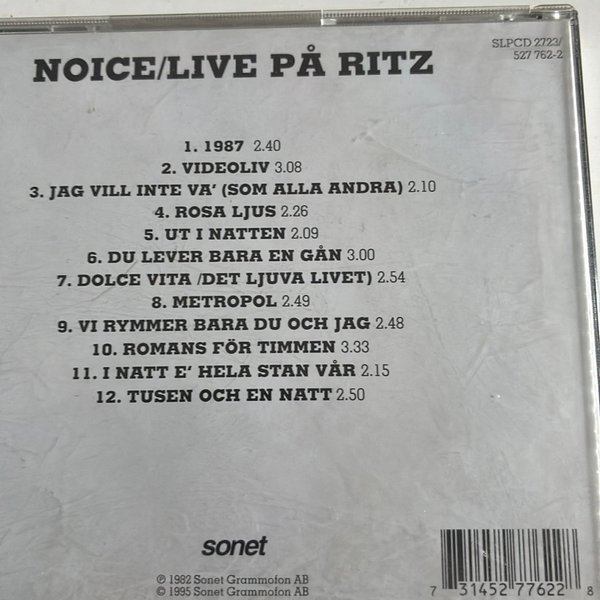 SLPCD 2723/
527 762-2
NOICE/LIVE PÅ RITZ
1. 1987 2.40
2. VIDEOLIV 3.08
3. JAG VILL INTE VA' (SOM ALLA ANDRA) 2.10
4. ROSA LJUS 2.26
5. UT I NATTEN 2.09
6. DU LEVER BARA EN GÅN 3.00
7. DOLCE VITA /DET LJUVA LIVET) 2.54
8. METROPOL 2.49
9. VI RYMMER BARA DU OCH JAG 2.48
10. ROMANS FÖR TIMMEN 3.33
11. I NATT E' HELA STAN VÅR 2.15
12. TUSEN OCH EN NATT 2.50
sonet
℗ 1982 Sonet Grammofon AB
© 1995 Sonet Grammofon AB
7 31452 77622 8